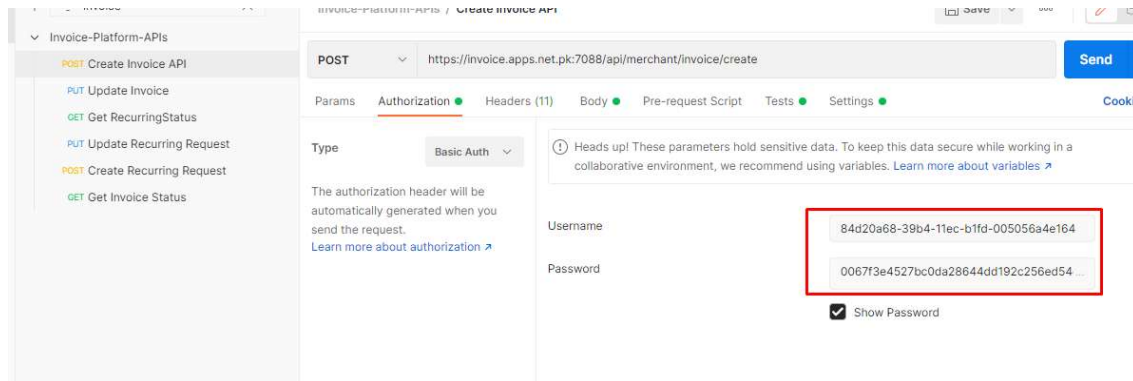 Invoice-Platform-APIs / Create Invoice API
Save
Invoice-Platform-APIs
POST Create Invoice API
PUT Update Invoice
GET Get RecurringStatus
PUT Update Recurring Request
POST Create Recurring Request
GET Get Invoice Status
POST https://invoice.apps.net.pk:7088/api/merchant/invoice/create Send
Params Authorization Headers (11) Body Pre-request Script Tests Settings
Type Basic Auth
The authorization header will be
automatically generated when you
send the request.
Learn more about authorization ↗
Heads up! These parameters hold sensitive data. To keep this data secure while working in a
collaborative environment, we recommend using variables. Learn more about variables ↗
Username 84d20a68-39b4-11ec-b1fd-005056a4e164
Password 0067f3e4527bc0da28644dd192c256ed54 ...
Show Password